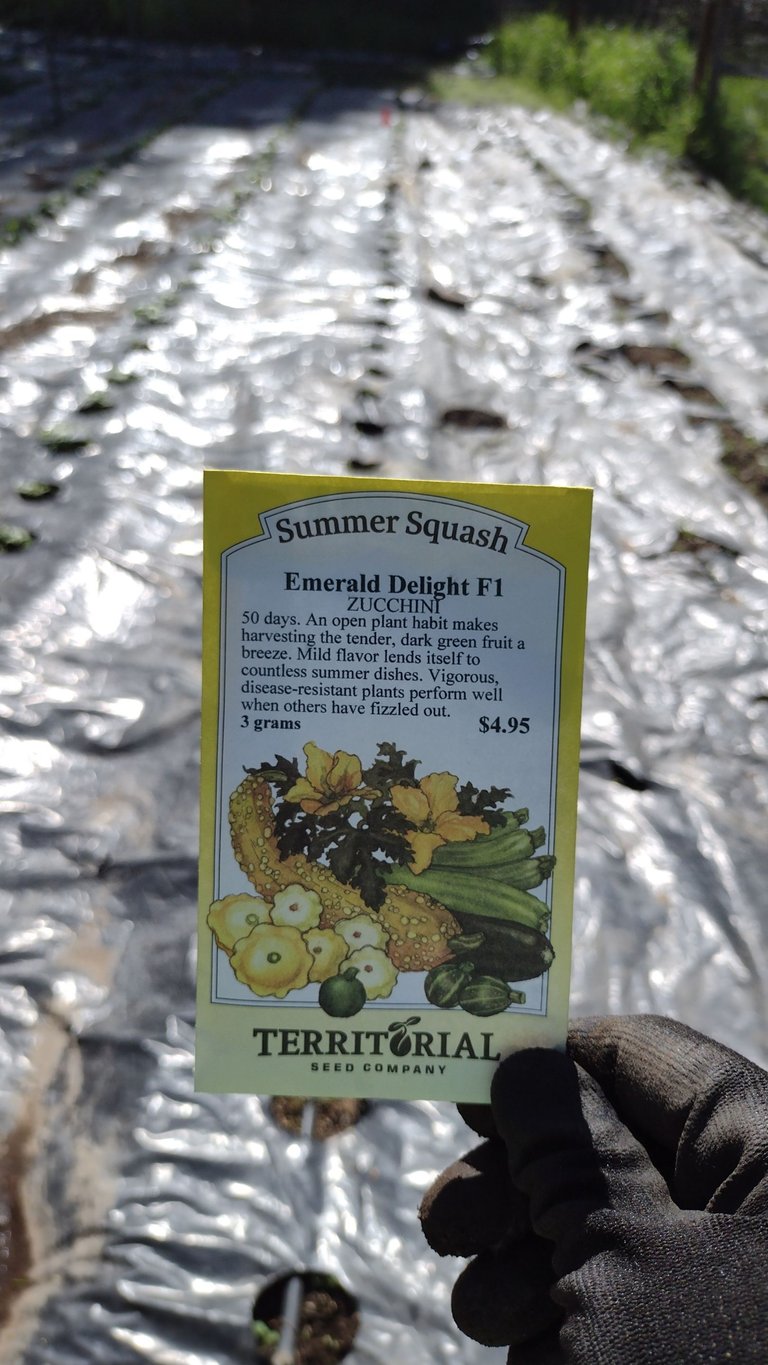 Summer Squash
Emerald Delight F1
ZUCCHINI
50 days. An open plant habit makes
harvesting the tender, dark green fruit a
breeze. Mild flavor lends itself to
countless summer dishes. Vigorous,
disease-resistant plants perform well
when others have fizzled out.
3 grams $4.95
TERRITORIAL
SEED COMPANY